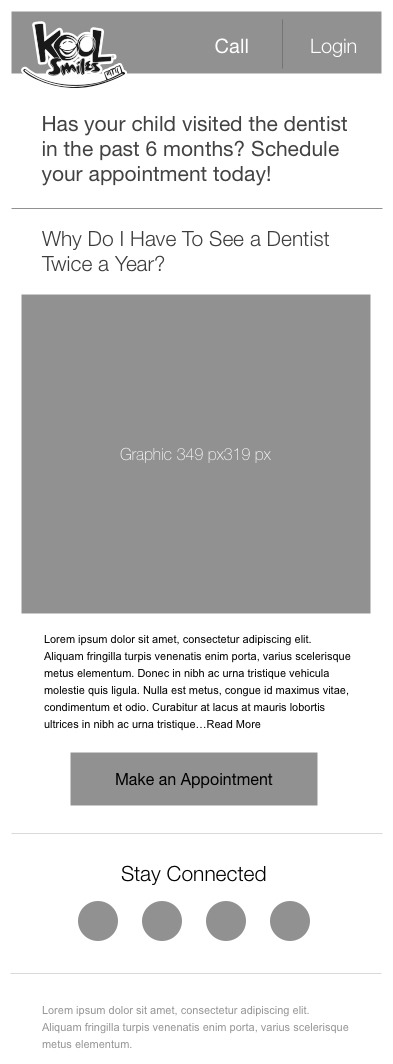 Kool
Smiles
Call
Login
Has your child visited the dentist
in the past 6 months? Schedule
your appointment today!
Why Do I Have To See a Dentist
Twice a Year?
Graphic 349 px319 px
Lorem ipsum dolor sit amet, consectetur adipiscing elit.
Aliquam fringilla turpis venenatis enim porta, varius scelerisque
metus elementum. Donec in nibh ac urna tristique vehicula
molestie quis ligula. Nulla est metus, congue id maximus vitae,
condimentum et odio. Curabitur at lacus at mauris lobortis
ultrices in nibh ac urna tristique…Read More
Make an Appointment
Stay Connected
Lorem ipsum dolor sit amet, consectetur adipiscing elit.
Aliquam fringilla turpis venenatis enim porta, varius scelerisque
metus elementum.